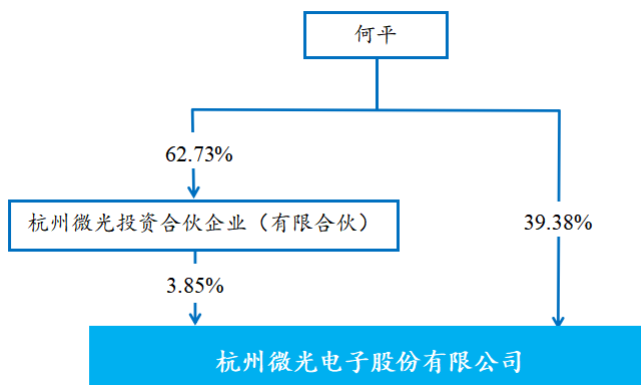 何平
62.73%
杭州微光投资合伙企业（有限合伙）
39.38%
3.85%
杭州微光电子股份有限公司